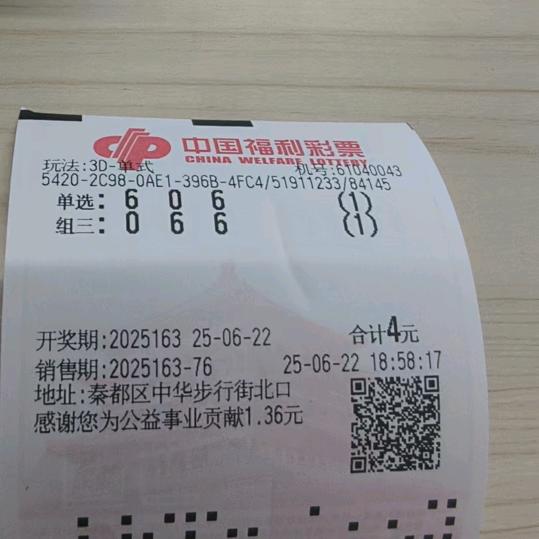 中国福利彩票
CHINA WELFARE LOTTERY
玩法:3D-单式 机号:61040043
5420-2C98-0AE1-396B-4FC4/51911233/84145
单选: 6 0 6 (1)
组三: 0 6 6 (1)
开奖期:2025163 25-06-22 合计4元
销售期:2025163-76 25-06-22 18:58:17
地址:秦都区中华步行街北口
感谢您为公益事业贡献1.36元